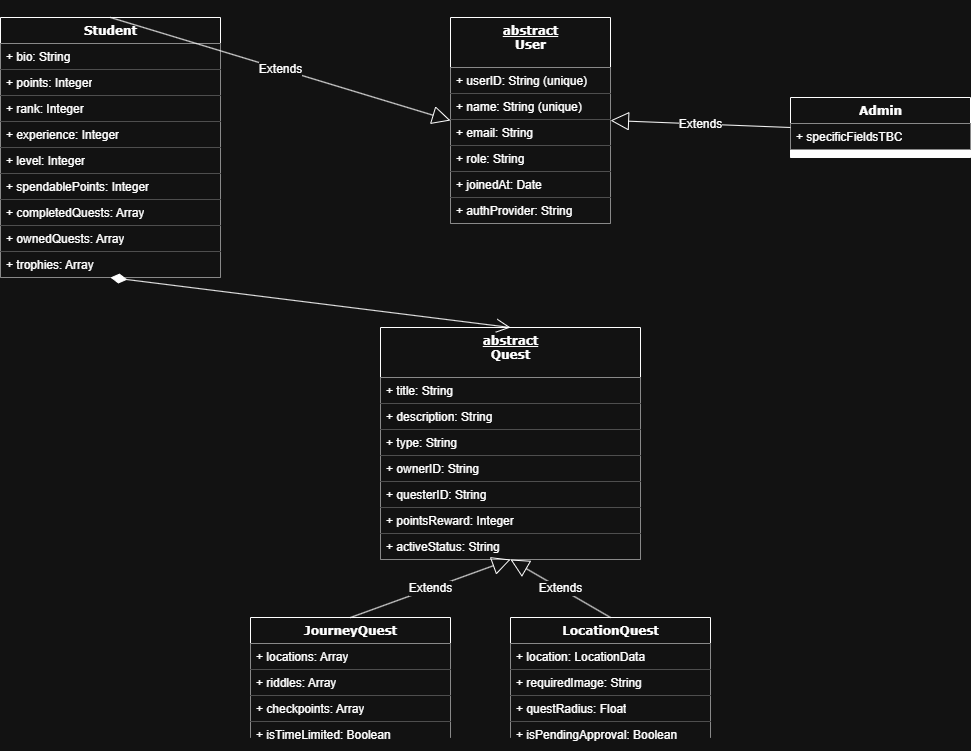 Student
+ bio: String
+ points: Integer
+ rank: Integer
+ experience: Integer
+ level: Integer
+ spendablePoints: Integer
+ completedQuests: Array
+ ownedQuests: Array
+ trophies: Array
Extends
abstract
User
+ userID: String (unique)
+ name: String (unique)
+ email: String
+ role: String
+ joinedAt: Date
+ authProvider: String
Extends
Admin
+ specificFieldsTBC
abstract
Quest
+ title: String
+ description: String
+ type: String
+ ownerID: String
+ questerID: String
+ pointsReward: Integer
+ activeStatus: String
Extends
Extends
JourneyQuest
+ locations: Array
+ riddles: Array
+ checkpoints: Array
+ isTimeLimited: Boolean
LocationQuest
+ location: LocationData
+ requiredImage: String
+ questRadius: Float
+ isPendingApproval: Boolean